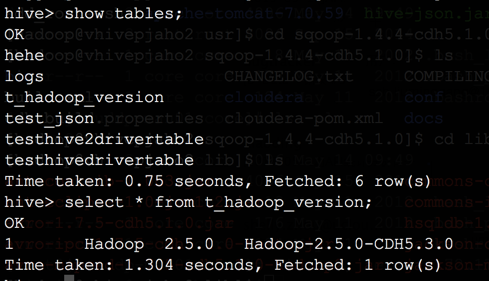 hive> show tables;
OK
hehe
logs
t_hadoop_version
test_json
testhive2drivertable
testhivedrivertable
Time taken: 0.75 seconds, Fetched: 6 row(s)
hive> select * from t_hadoop_version;
OK
1 Hadoop 2.5.0 Hadoop-2.5.0-CDH5.3.0
Time taken: 1.304 seconds, Fetched: 1 row(s)